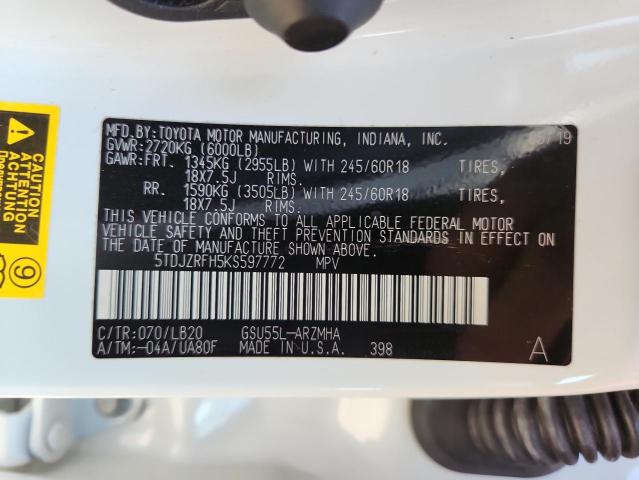 MFD.BY:TOYOTA MOTOR MANUFACTURING, INDIANA, INC.
GVWR:2720KG (6000LB)
GAWR:FRT. 1345KG (2955LB) WITH 245/60R18 TIRES,
18X7.5J RIMS.
RR. 1590KG (3505LB) WITH 245/60R18 TIRES,
18X7.5J RIMS.
THIS VEHICLE CONFORMS TO ALL APPLICABLE FEDERAL MOTOR
VEHICLE SAFETY AND THEFT PREVENTION STANDARDS IN EFFECT ON
THE DATE OF MANUFACTURE SHOWN ABOVE.
5TDJZRFH5KS597772 MPV
C/TR:070/LB20 GSU55L-ARZMHA
A/TM:-04A/UA80F MADE IN U.S.A. 398 A
CAUTION
ATTENTION
ACHTUNG
9